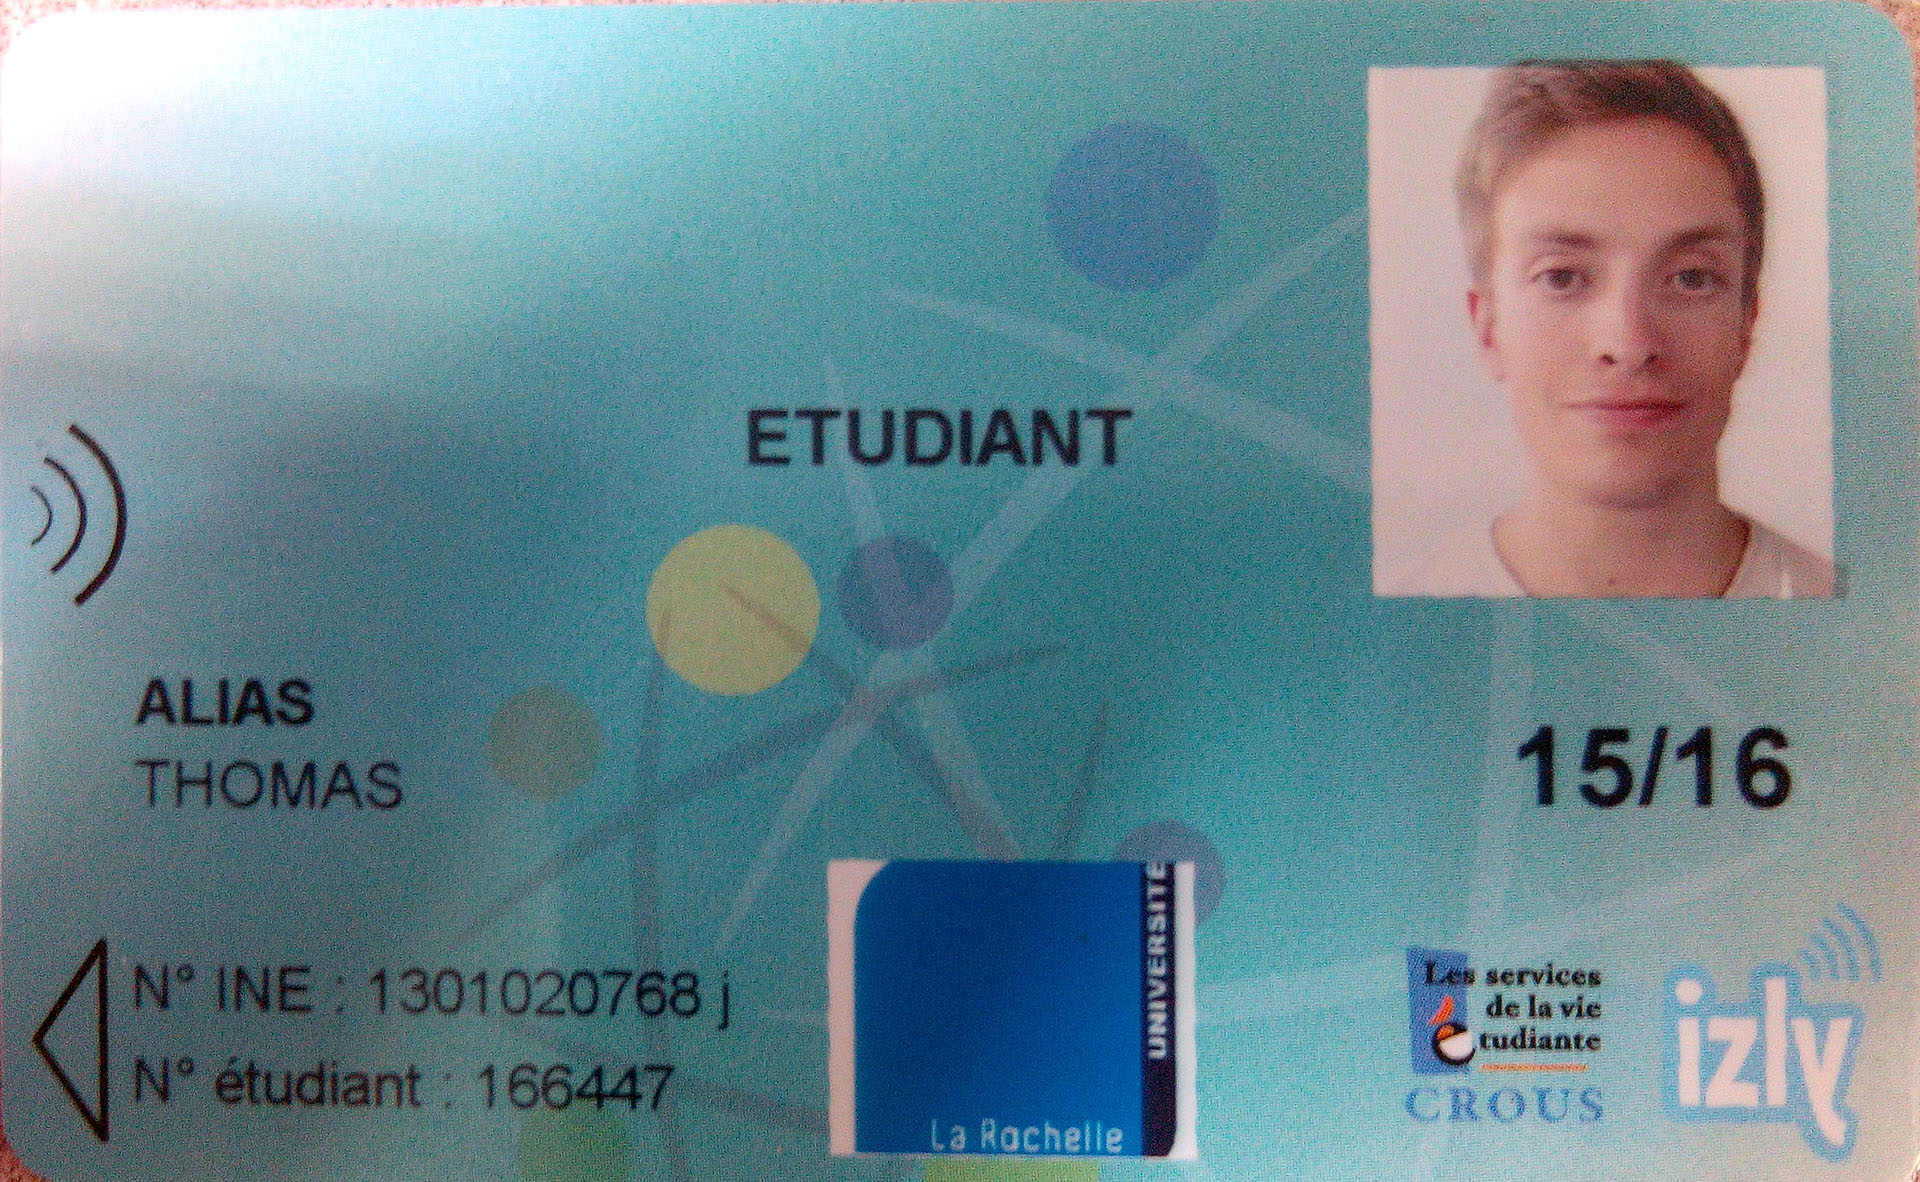 ETUDIANT
ALIAS
THOMAS
15/16
N° INE : 1301020768 j
N° étudiant : 166447
UNIVERSITÉ
La Rochelle
Les services
de la vie
étudiante
CROUS
izly